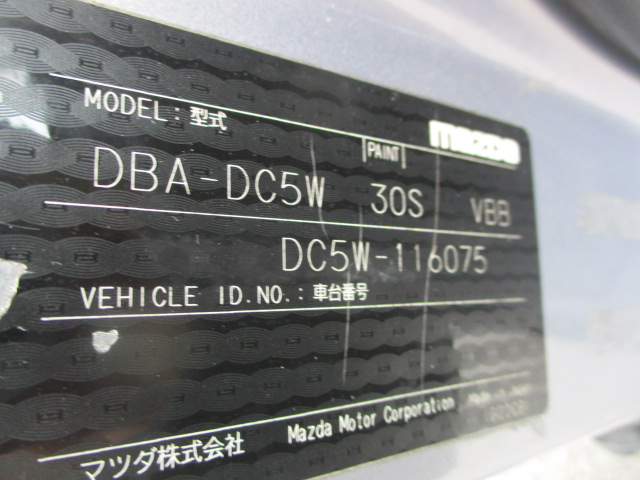 MODEL: 型式
PAINT
mazda
DBA-DC5W 30S VBB
DC5W-116075
VEHICLE ID.NO.: 車台番号
マツダ株式会社 Mazda Motor Corporation Made in Japan